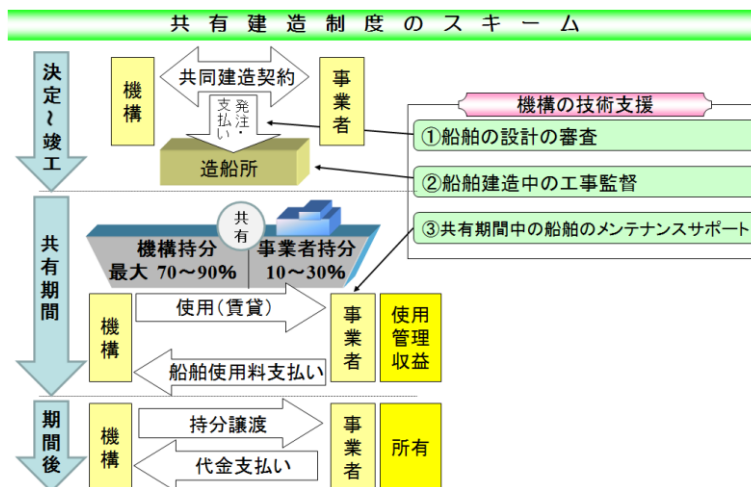 共有建造制度のスキーム
決定～竣工
機構
共同建造契約
事業者
発注・
支払い
造船所
機構の技術支援
①船舶の設計の審査
②船舶建造中の工事監督
③共有期間中の船舶のメンテナンスサポート
共有期間
共有
機構持分
最大 70～90%
事業者持分
10～30%
機構
使用(賃貸)
船舶使用料支払い
事業者
使用
管理
収益
期間後
機構
持分譲渡
代金支払い
事業者
所有